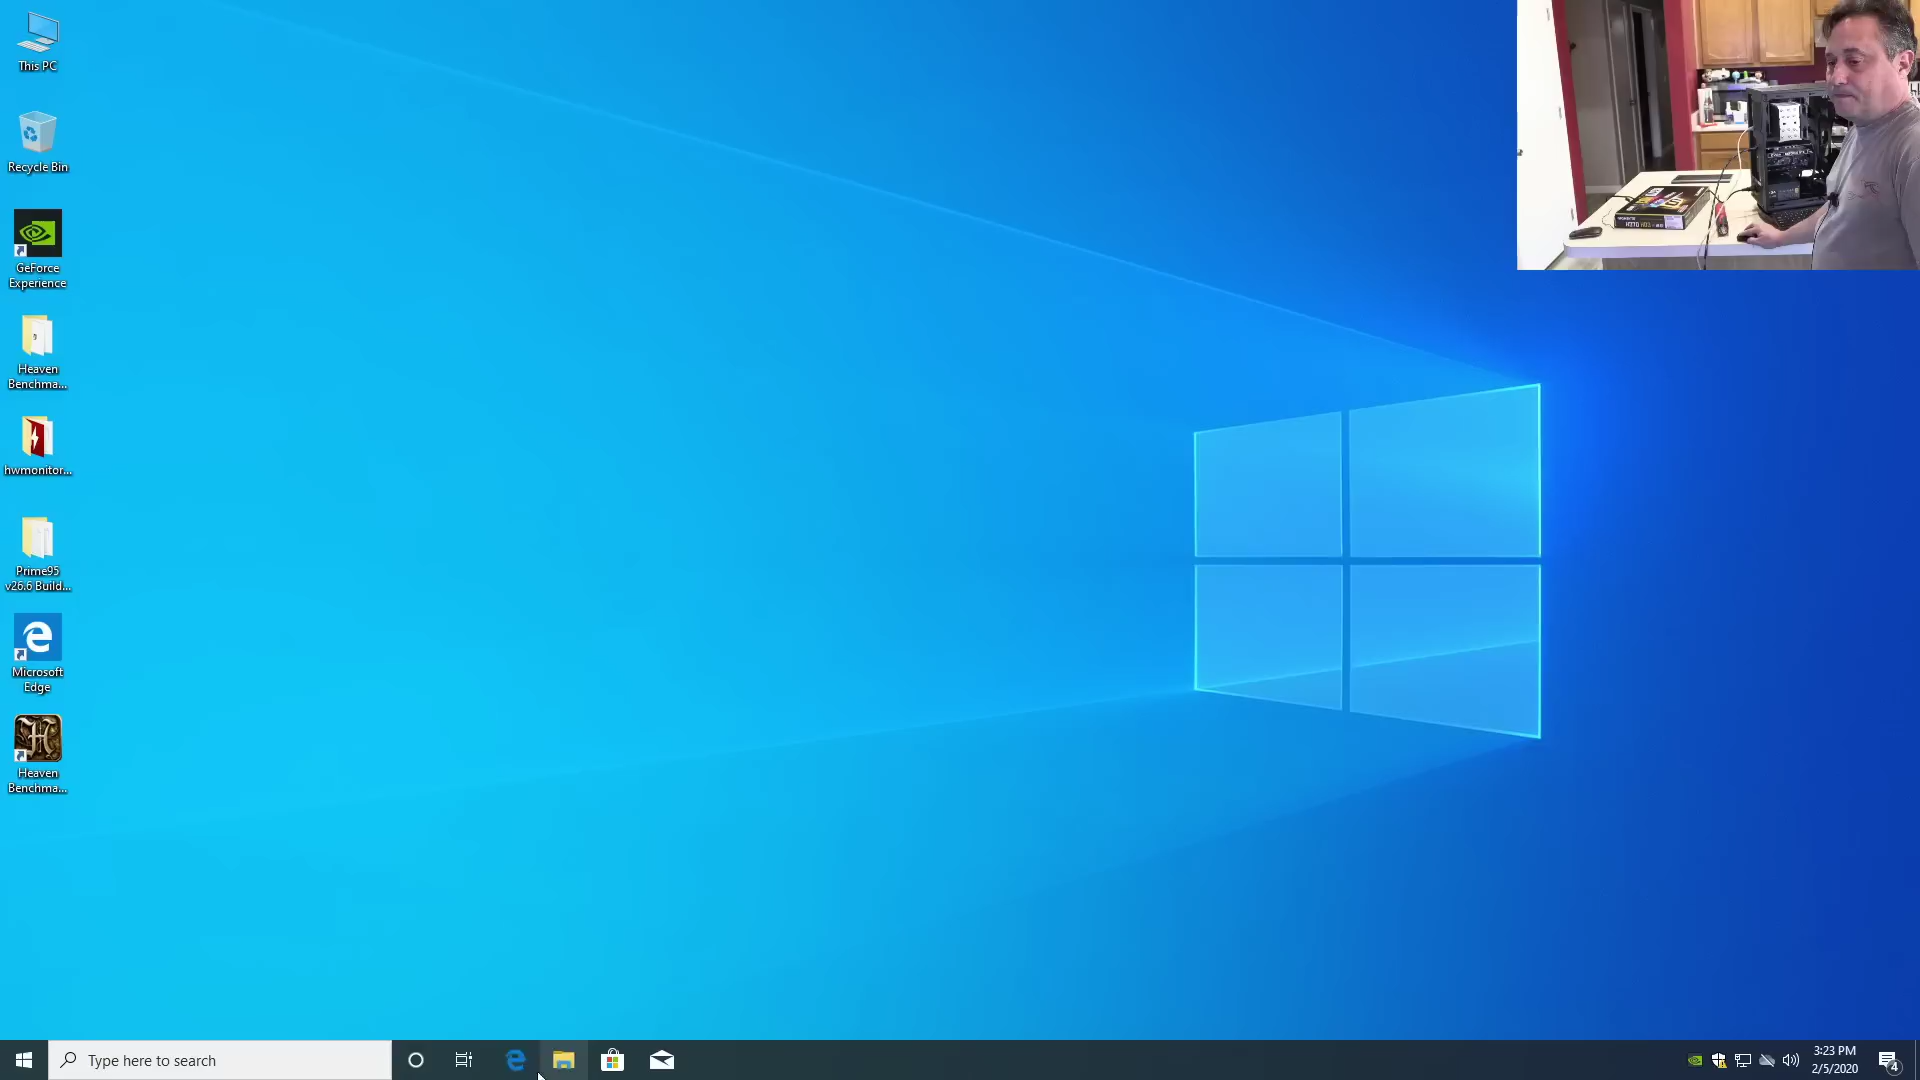 This PC
Recycle Bin
GeForce
Experience
Heaven
Benchma...
hwmonitor...
Prime95
v26.6 Build...
Microsoft
Edge
Heaven
Benchma...
Type here to search
3:23 PM
2/5/2020
4